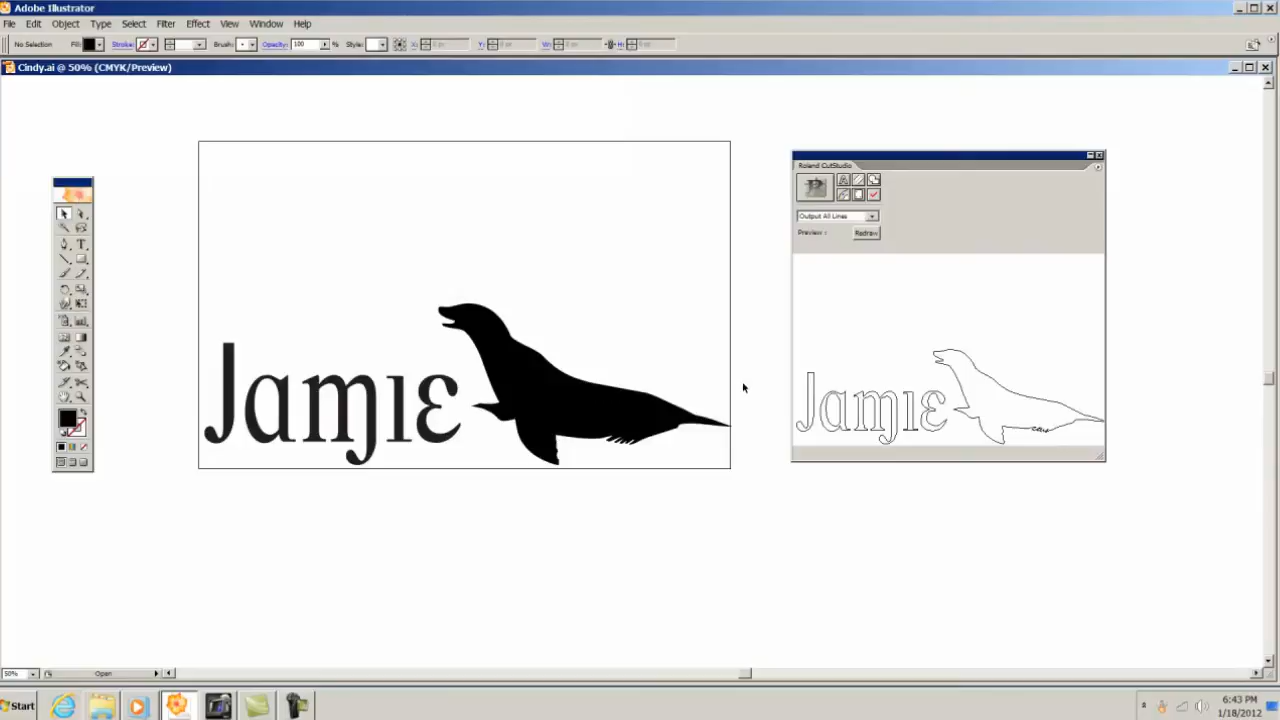 Adobe Illustrator
File Edit Object Type Select Filter Effect View Window Help
No Selection Fill: Stroke: Brush: Opacity: 100 % Style: X: Y: W: H:
Cindy.ai @ 50% (CMYK/Preview)
Roland CutStudio
Output All Lines
Preview : Redraw
Jamie
Jamie
50% Open
Start
6:43 PM
1/18/2012